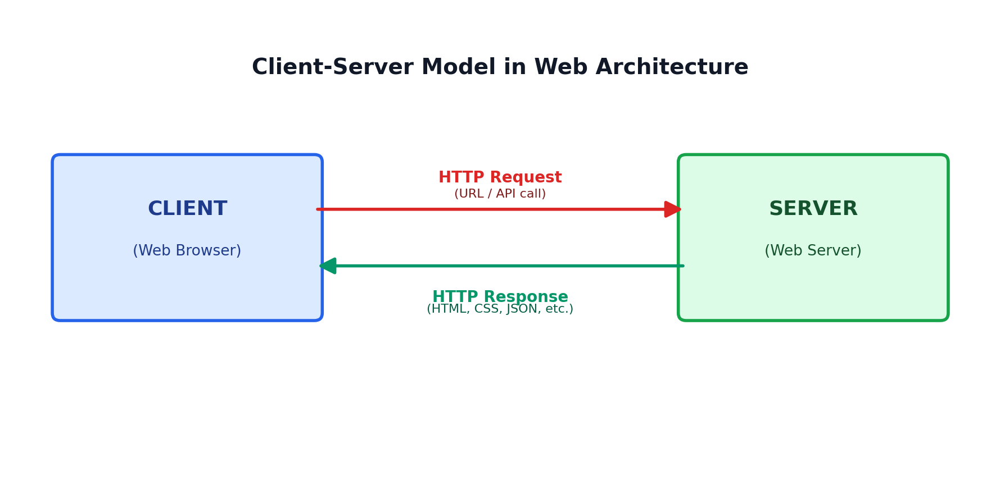 Client-Server Model in Web Architecture
CLIENT
(Web Browser)
HTTP Request
(URL / API call)
HTTP Response
(HTML, CSS, JSON, etc.)
SERVER
(Web Server)